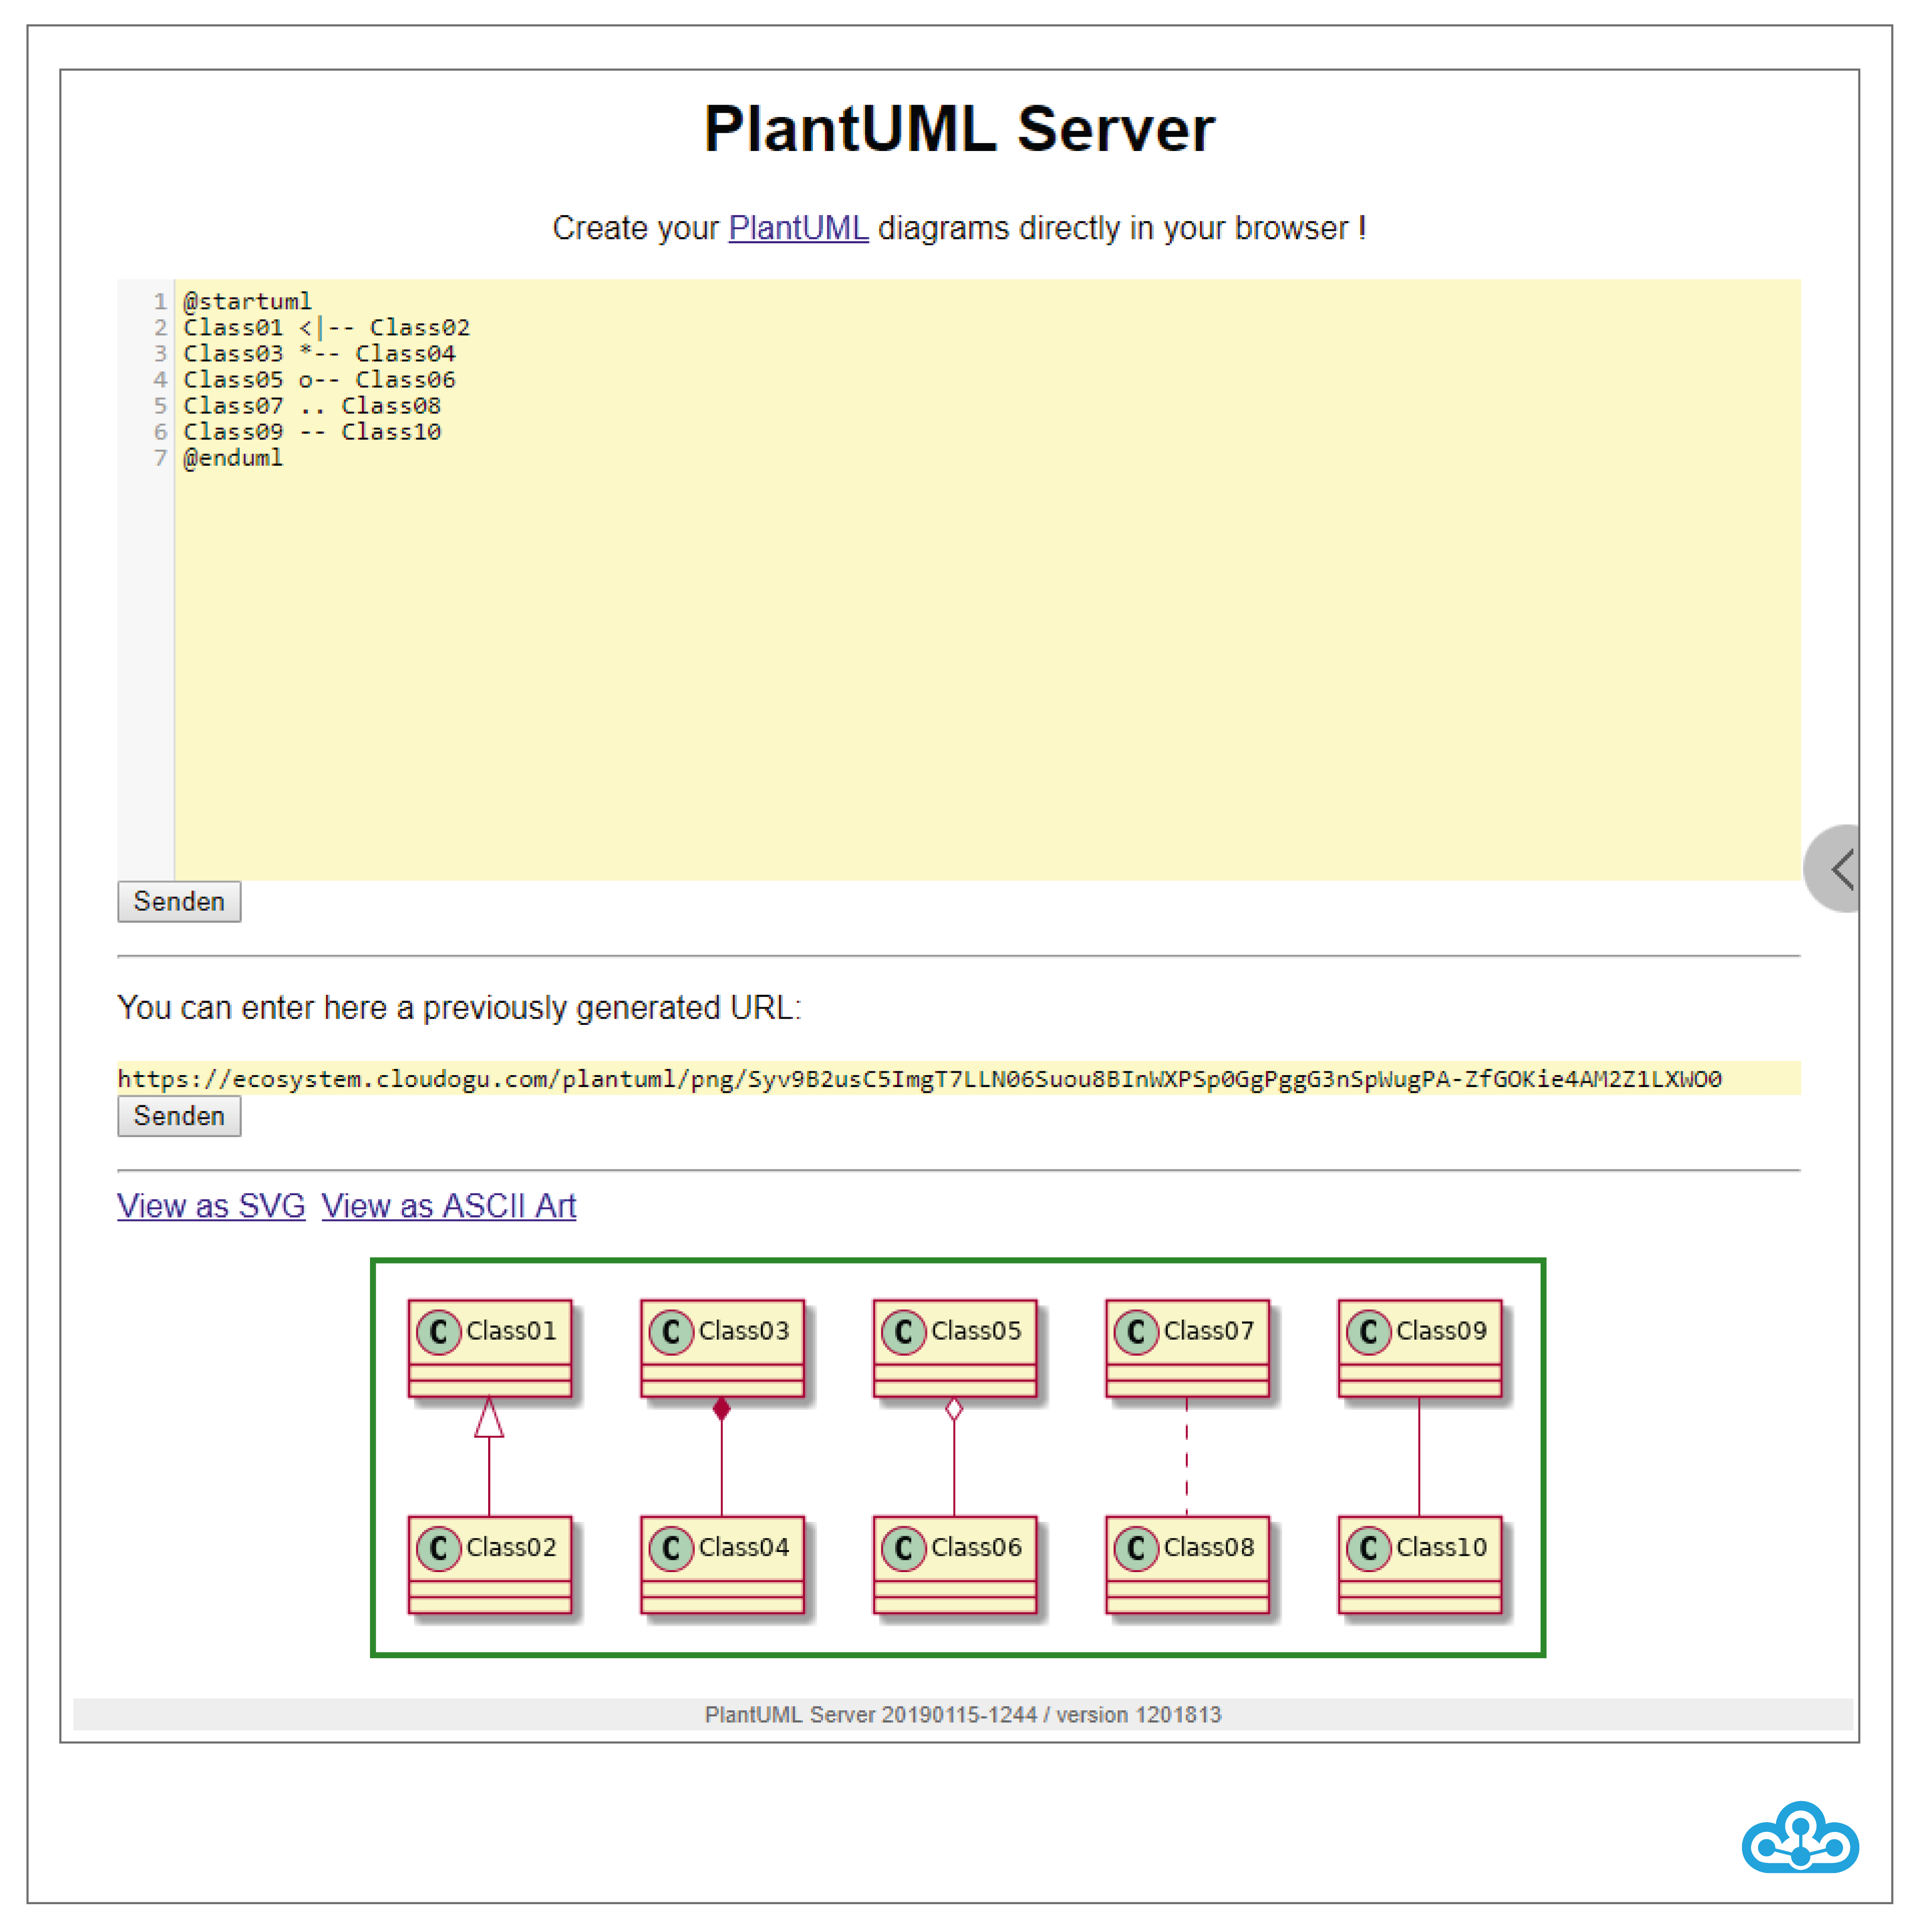 PlantUML Server
Create your PlantUML diagrams directly in your browser !
1 @startuml
2 Class01 <|-- Class02
3 Class03 *-- Class04
4 Class05 o-- Class06
5 Class07 .. Class08
6 Class09 -- Class10
7 @enduml
Senden
You can enter here a previously generated URL:
https://ecosystem.cloudogu.com/plantuml/png/Syv9B2usC5ImgT7LLN06Suou8BInWXPSp0GgPggG3nSpWugPA-ZfGOKie4AM2Z1LXWO0
Senden
View as SVG View as ASCII Art
C Class01 C Class03 C Class05 C Class07 C Class09
C Class02 C Class04 C Class06 C Class08 C Class10
PlantUML Server 20190115-1244 / version 1201813